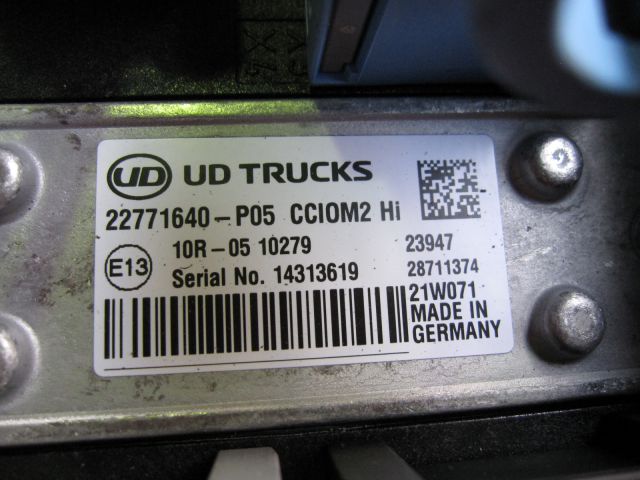 UD UD TRUCKS
22771640-P05 CCIOM2 Hi
E13
10R-05 10279
23947
Serial No. 14313619
28711374
21W071
MADE IN
GERMANY